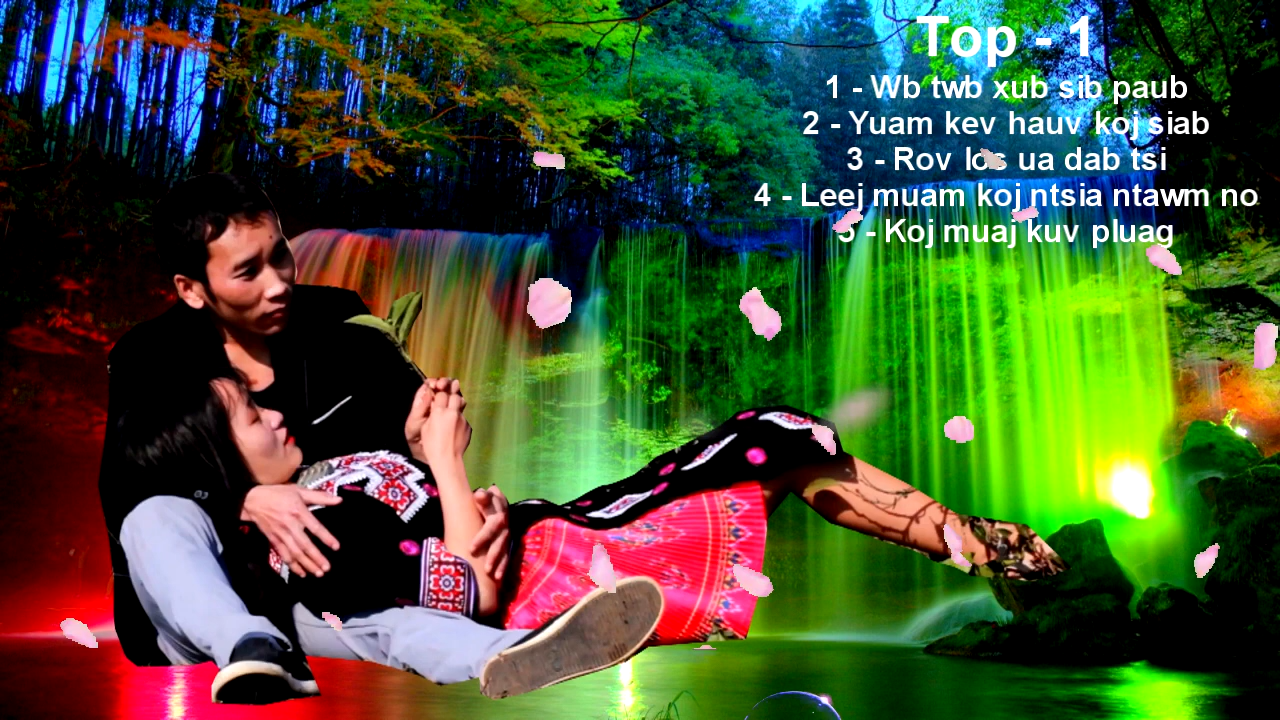 Top - 1
1 - Wb twb xub sib paub
2 - Yuam kev hauv koj siab
3 - Rov los ua dab tsi
4 - Leej muam koj ntsia ntawm no
5 - Koj muaj kuv pluag